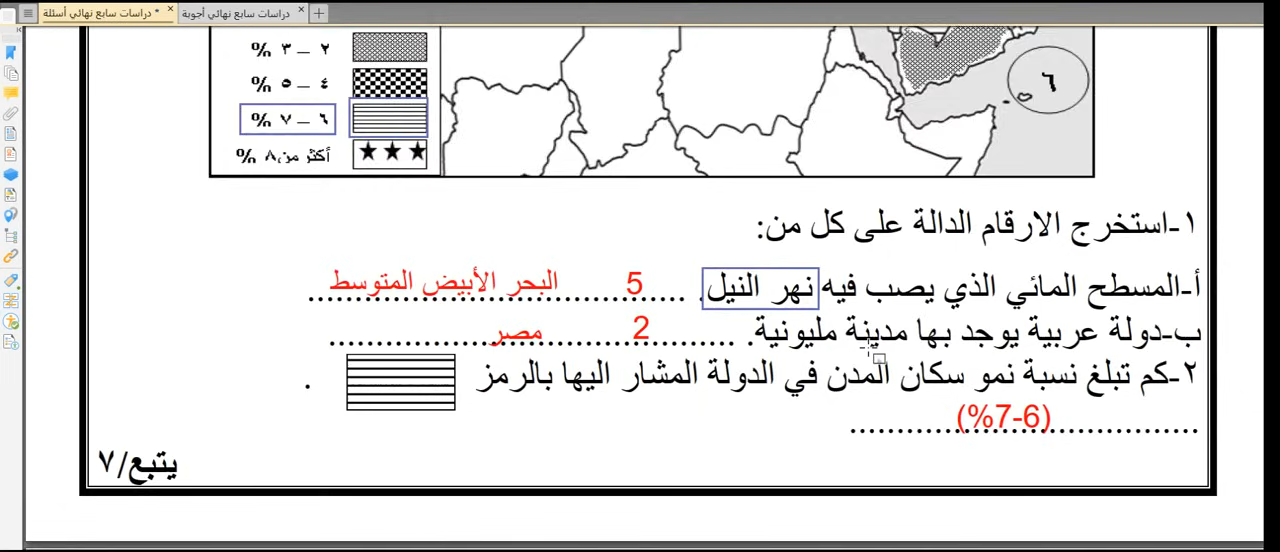 دراسات سابع نهائي أجوبة
دراسات سابع نهائي أسئلة *
٢ – ٣ %
٤ – ٥ %
٦ – ٧ %
أكثر من ٨ %
٦
١-استخرج الارقام الدالة على كل من:
أ-المسطح المائي الذي يصب فيه نهر النيل. ..... 5 البحر الأبيض المتوسط
ب-دولة عربية يوجد بها مدينة مليونية. ..... 2 مصر
٢-كم تبلغ نسبة نمو سكان المدن في الدولة المشار اليها بالرمز .
(%7-6)
يتبع/٧